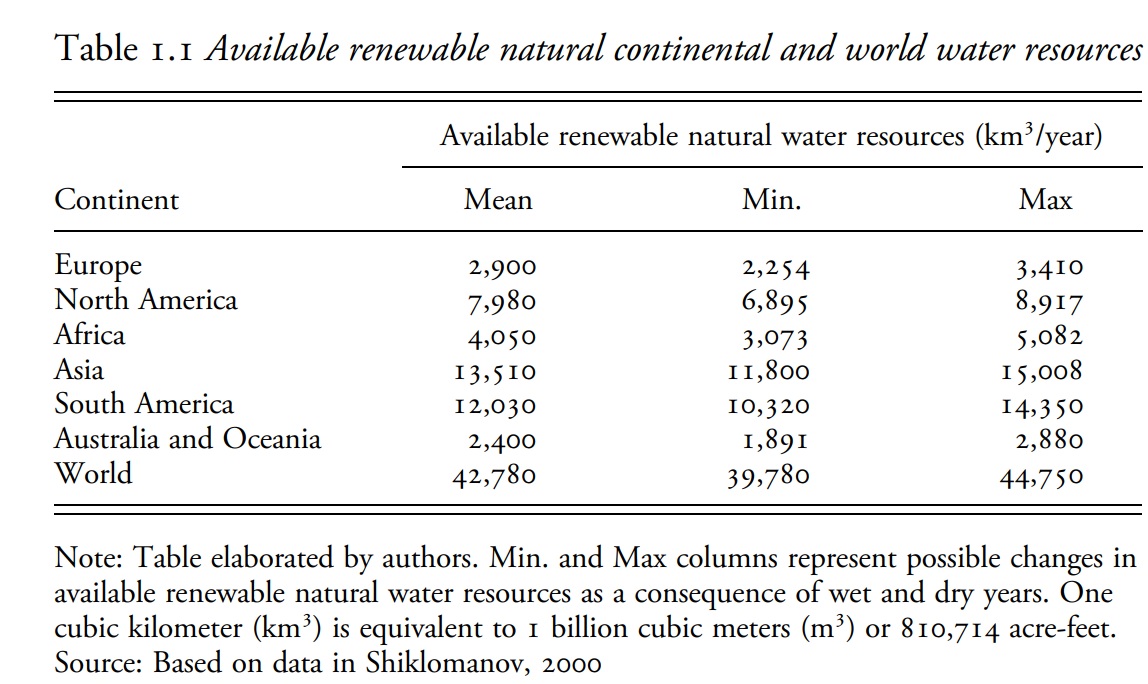 Table 1.1 Available renewable natural continental and world water resources
Available renewable natural water resources (km³/year)
Continent Mean Min. Max
Europe 2,900 2,254 3,410
North America 7,980 6,895 8,917
Africa 4,050 3,073 5,082
Asia 13,510 11,800 15,008
South America 12,030 10,320 14,350
Australia and Oceania 2,400 1,891 2,880
World 42,780 39,780 44,750
Note: Table elaborated by authors. Min. and Max columns represent possible changes in
available renewable natural water resources as a consequence of wet and dry years. One
cubic kilometer (km³) is equivalent to 1 billion cubic meters (m³) or 810,714 acre-feet.
Source: Based on data in Shiklomanov, 2000